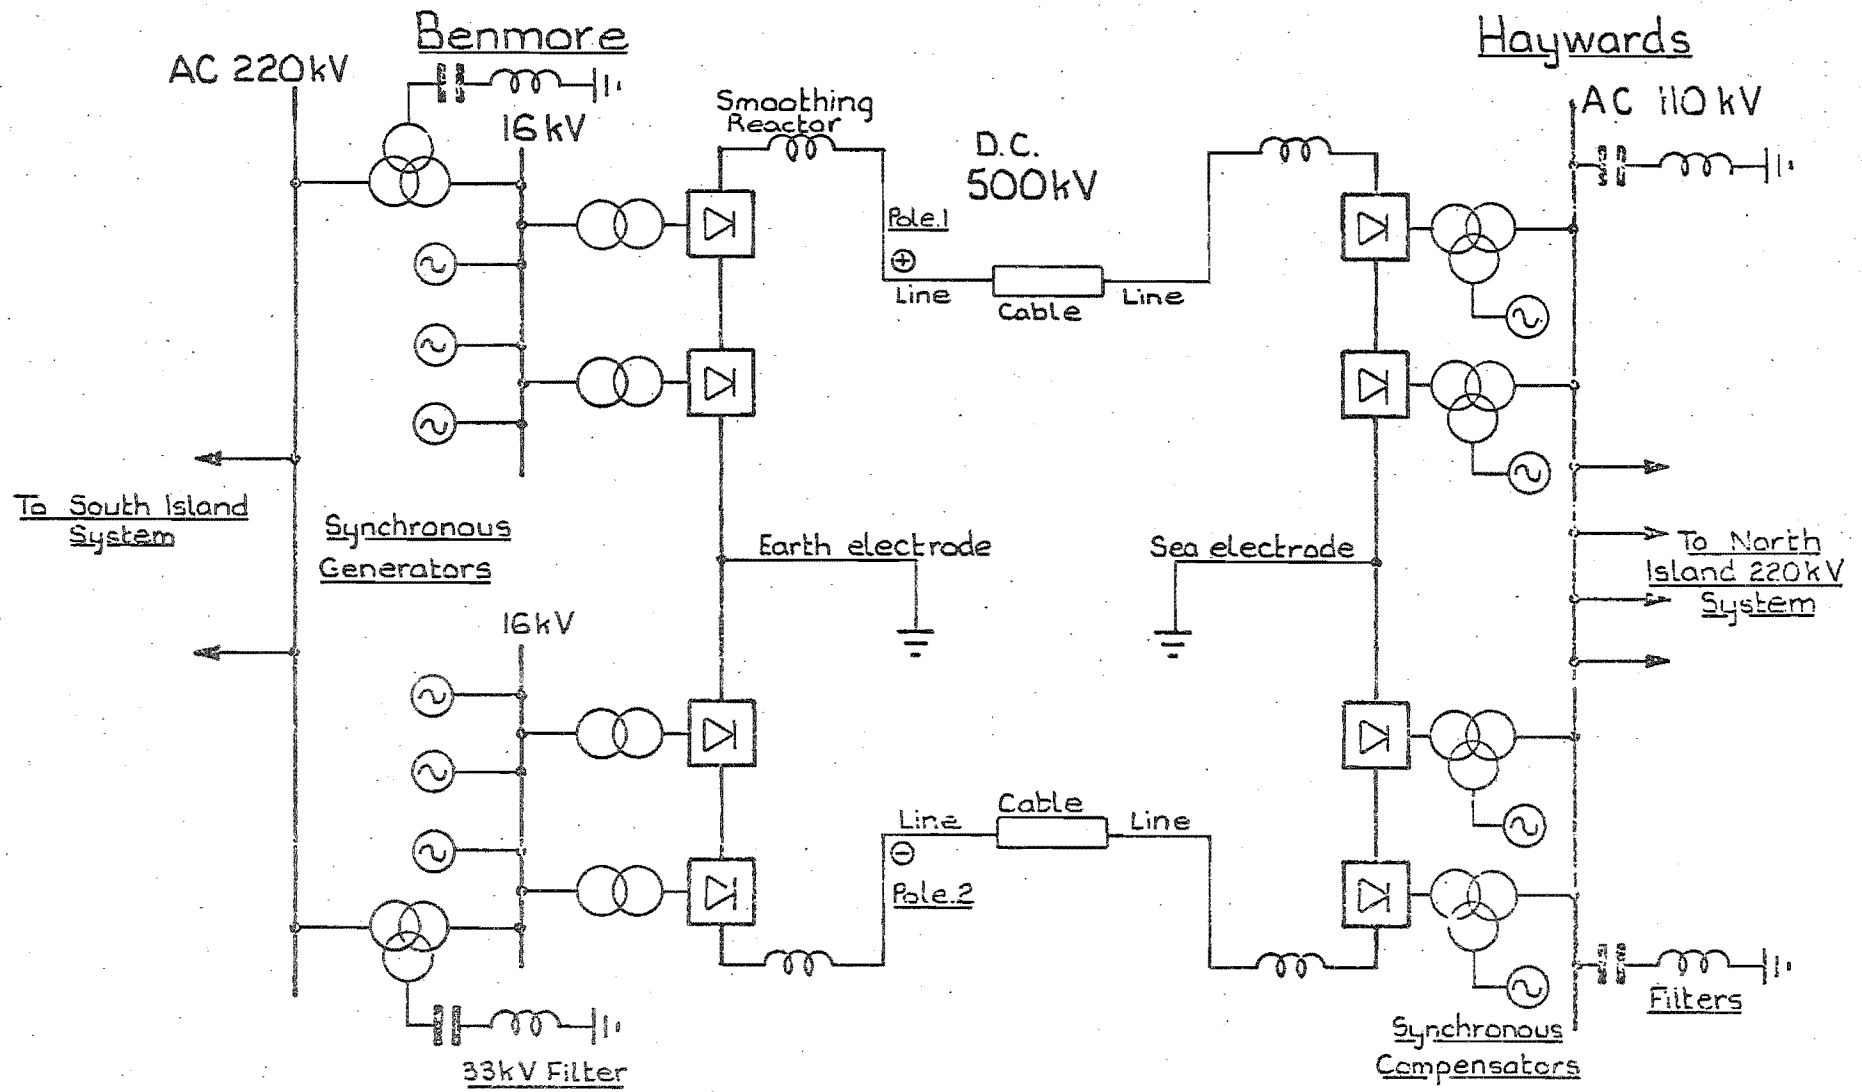 Benmore
Haywards
AC 220kV
16kV
Smoothing
Reactor
D.C.
500kV
AC 110kV
Pole.1
+
Line
Cable
Line
To South Island
System
Synchronous
Generators
Earth electrode
Sea electrode
To North
Island 220kV
System
16kV
Line
Cable
Line
-
Pole.2
33kV Filter
Filters
Synchronous
Compensators